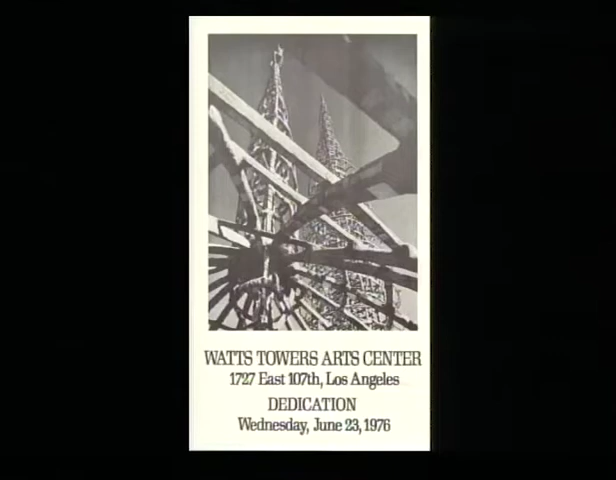 WATTS TOWERS ARTS CENTER
1727 East 107th, Los Angeles
DEDICATION
Wednesday, June 23, 1976